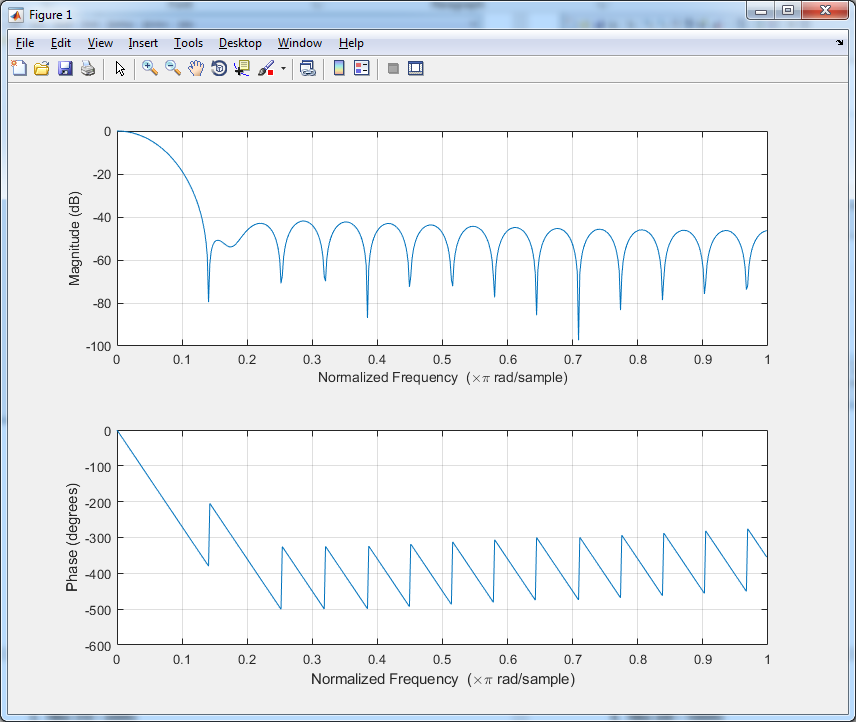 Figure 1
File Edit View Insert Tools Desktop Window Help
0
-20
-40
-60
-80
-100
Magnitude (dB)
0 0.1 0.2 0.3 0.4 0.5 0.6 0.7 0.8 0.9 1
Normalized Frequency (×π rad/sample)
0
-100
-200
-300
-400
-500
-600
Phase (degrees)
0 0.1 0.2 0.3 0.4 0.5 0.6 0.7 0.8 0.9 1
Normalized Frequency (×π rad/sample)